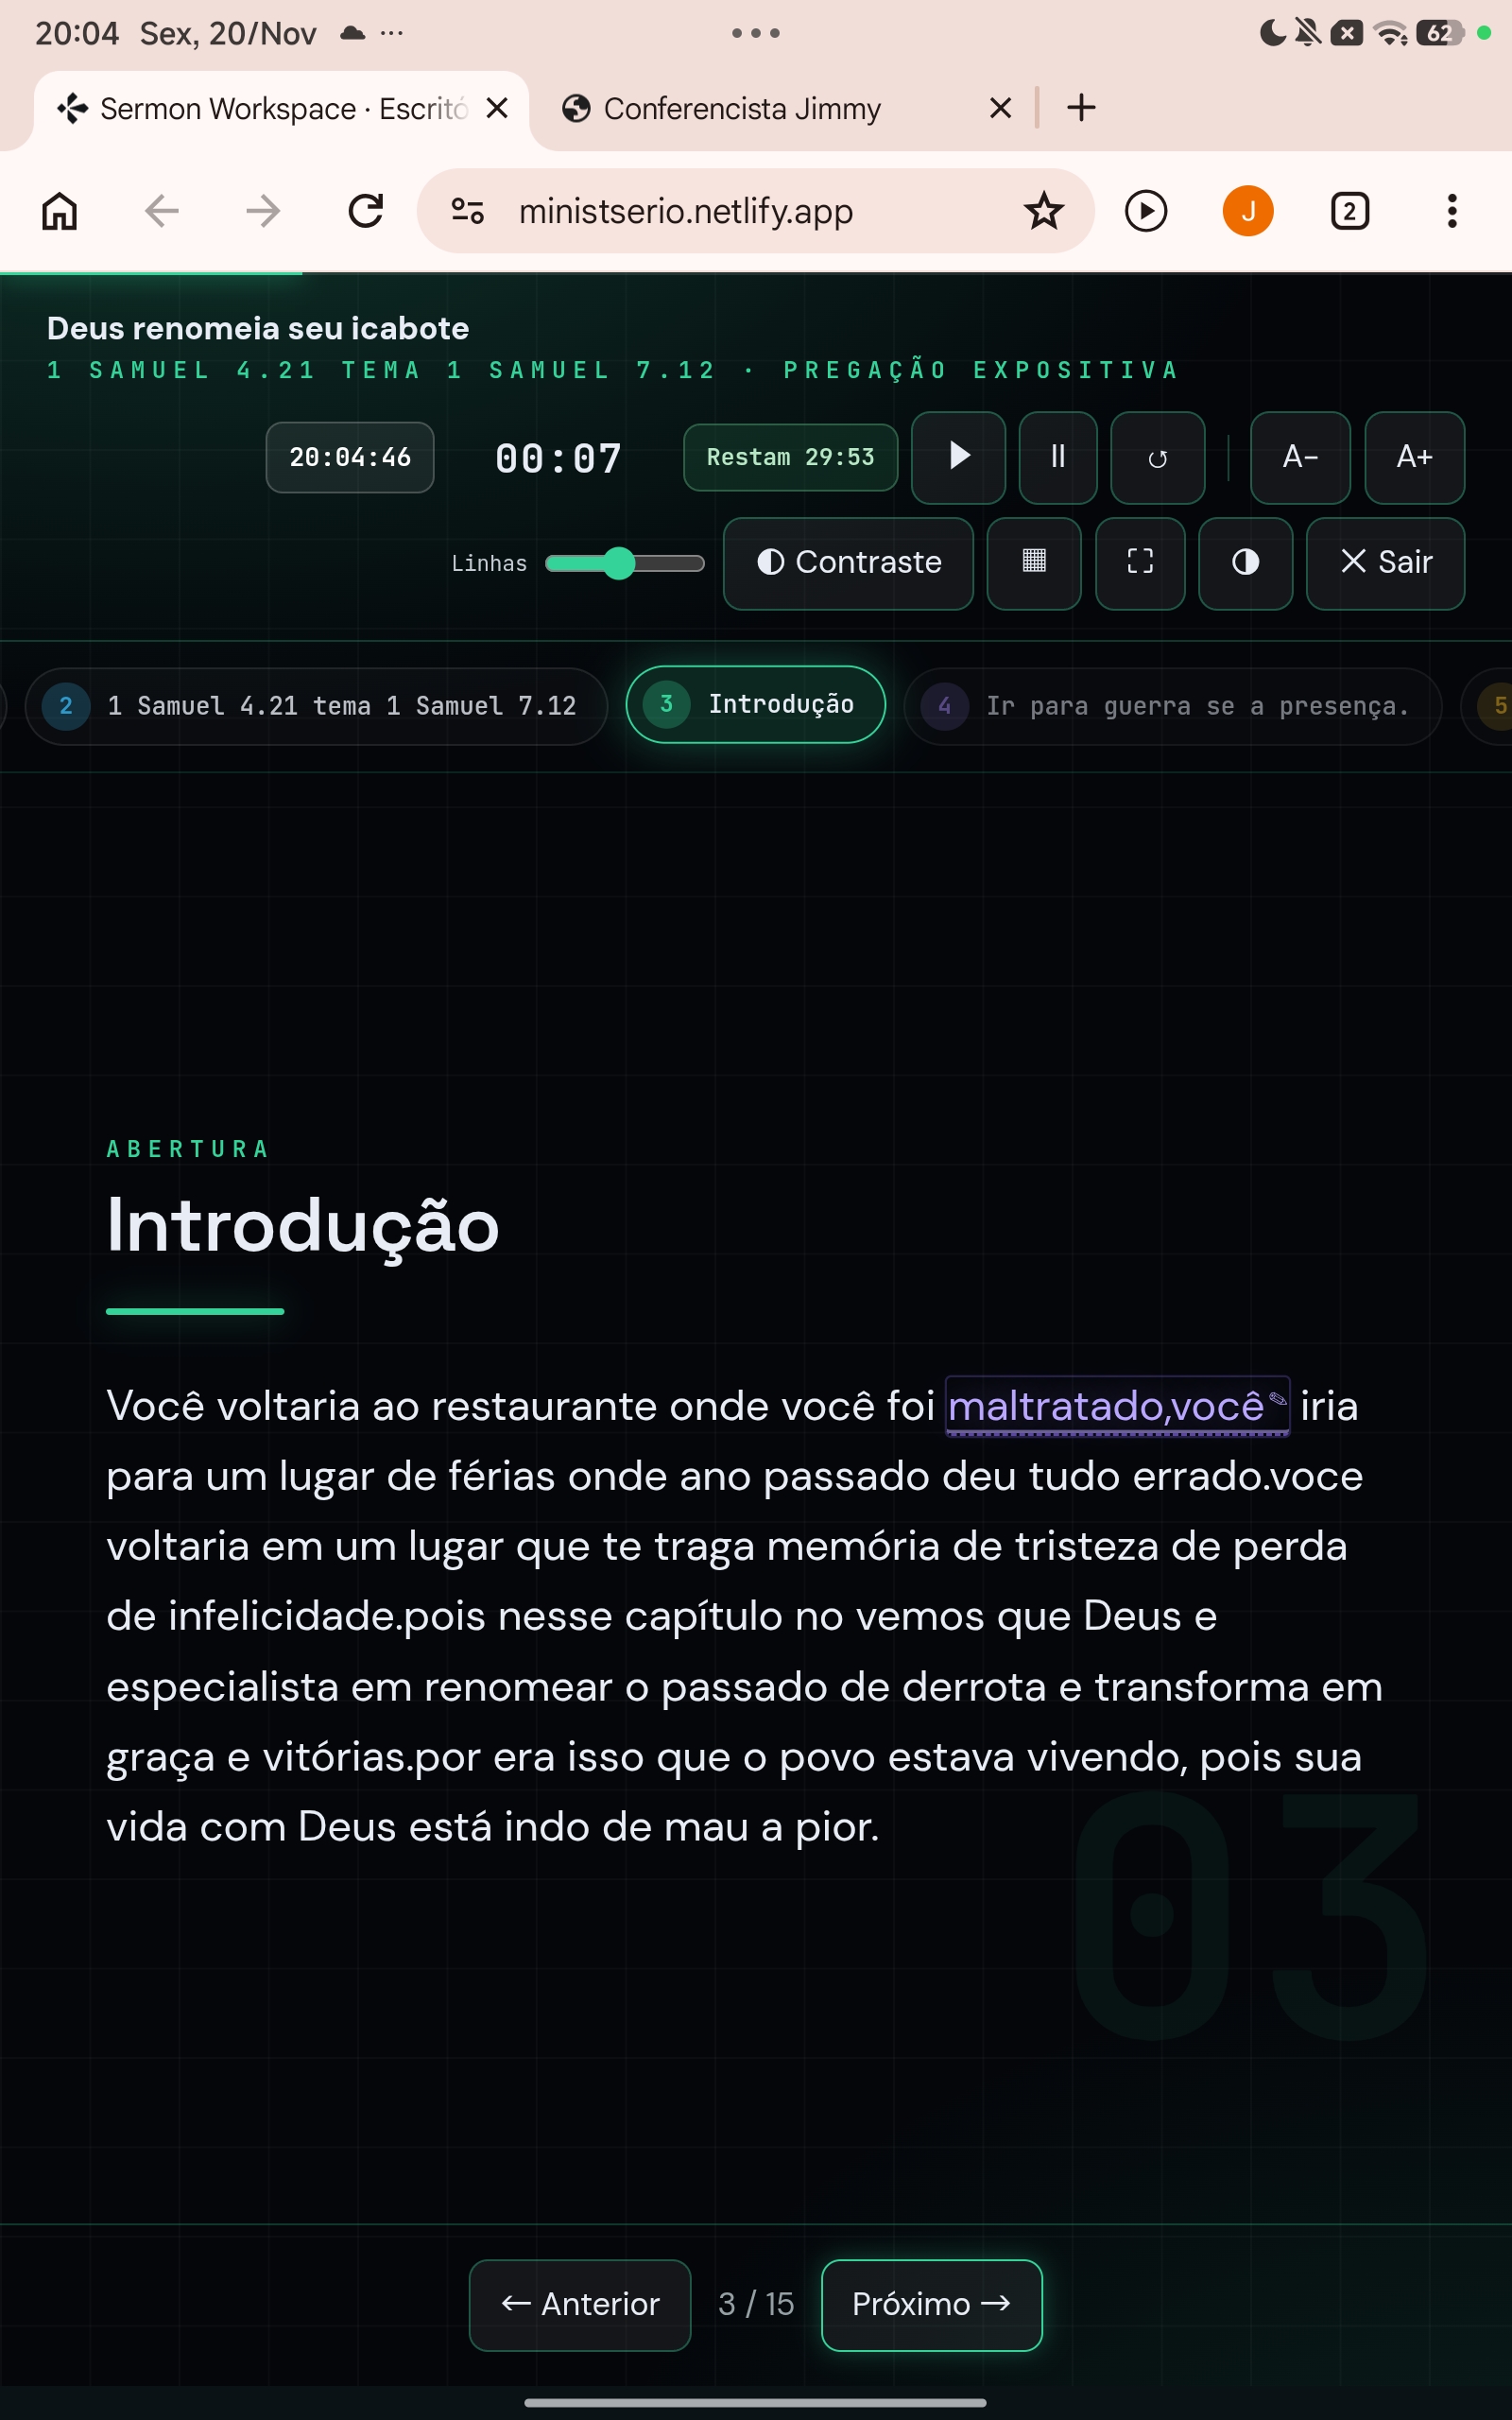 20:04 Sex, 20/Nov
62
Sermon Workspace · Escritó
Conferencista Jimmy
ministserio.netlify.app
J
2
Deus renomeia seu icabote
1 SAMUEL 4.21 TEMA 1 SAMUEL 7.12 · PREGAÇÃO EXPOSITIVA
20:04:46
00:07
Restam 29:53
A−
A+
Linhas
Contraste
Sair
2 1 Samuel 4.21 tema 1 Samuel 7.12
3 Introdução
4 Ir para guerra se a presença.
5
ABERTURA
Introdução
Você voltaria ao restaurante onde você foi maltratado,você iria
para um lugar de férias onde ano passado deu tudo errado.voce
voltaria em um lugar que te traga memória de tristeza de perda
de infelicidade.pois nesse capítulo no vemos que Deus e
especialista em renomear o passado de derrota e transforma em
graça e vitórias.por era isso que o povo estava vivendo, pois sua
vida com Deus está indo de mau a pior.
03
← Anterior
3 / 15
Próximo →